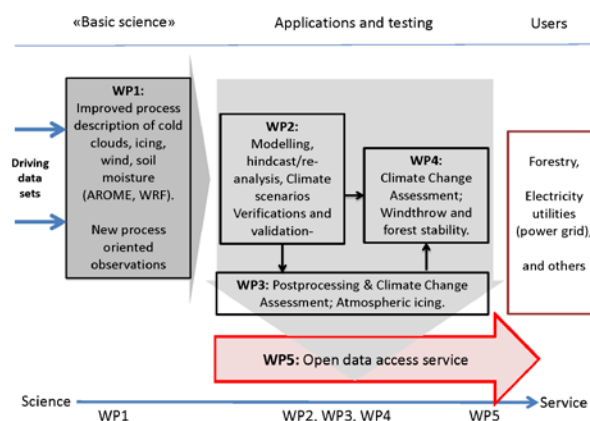 «Basic science»
Applications and testing
Users
Driving
data
sets
WP1:
Improved process
description of cold
clouds, icing,
wind, soil
moisture
(AROME, WRF).
New process
oriented
observations
WP2:
Modelling,
hindcast/re-
analysis, Climate
scenarios
Verifications and
validation-
WP4:
Climate Change
Assessment;
Windthrow and
forest stability.
WP3: Postprocessing & Climate Change
Assessment; Atmospheric icing.
Forestry,
Electricity
utilities
(power grid),
and others
WP5: Open data access service
Science
Service
WP1
WP2, WP3, WP4
WP5